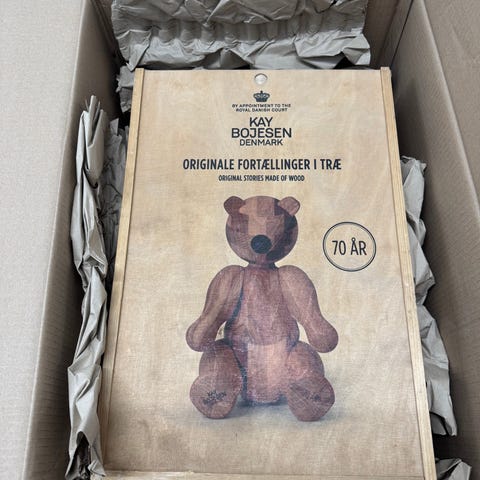 BY APPOINTMENT TO THE
ROYAL DANISH COURT
KAY
BOJESEN
DENMARK
ORIGINALE FORTÆLLINGER I TRÆ
ORIGINAL STORIES MADE OF WOOD
70 ÅR